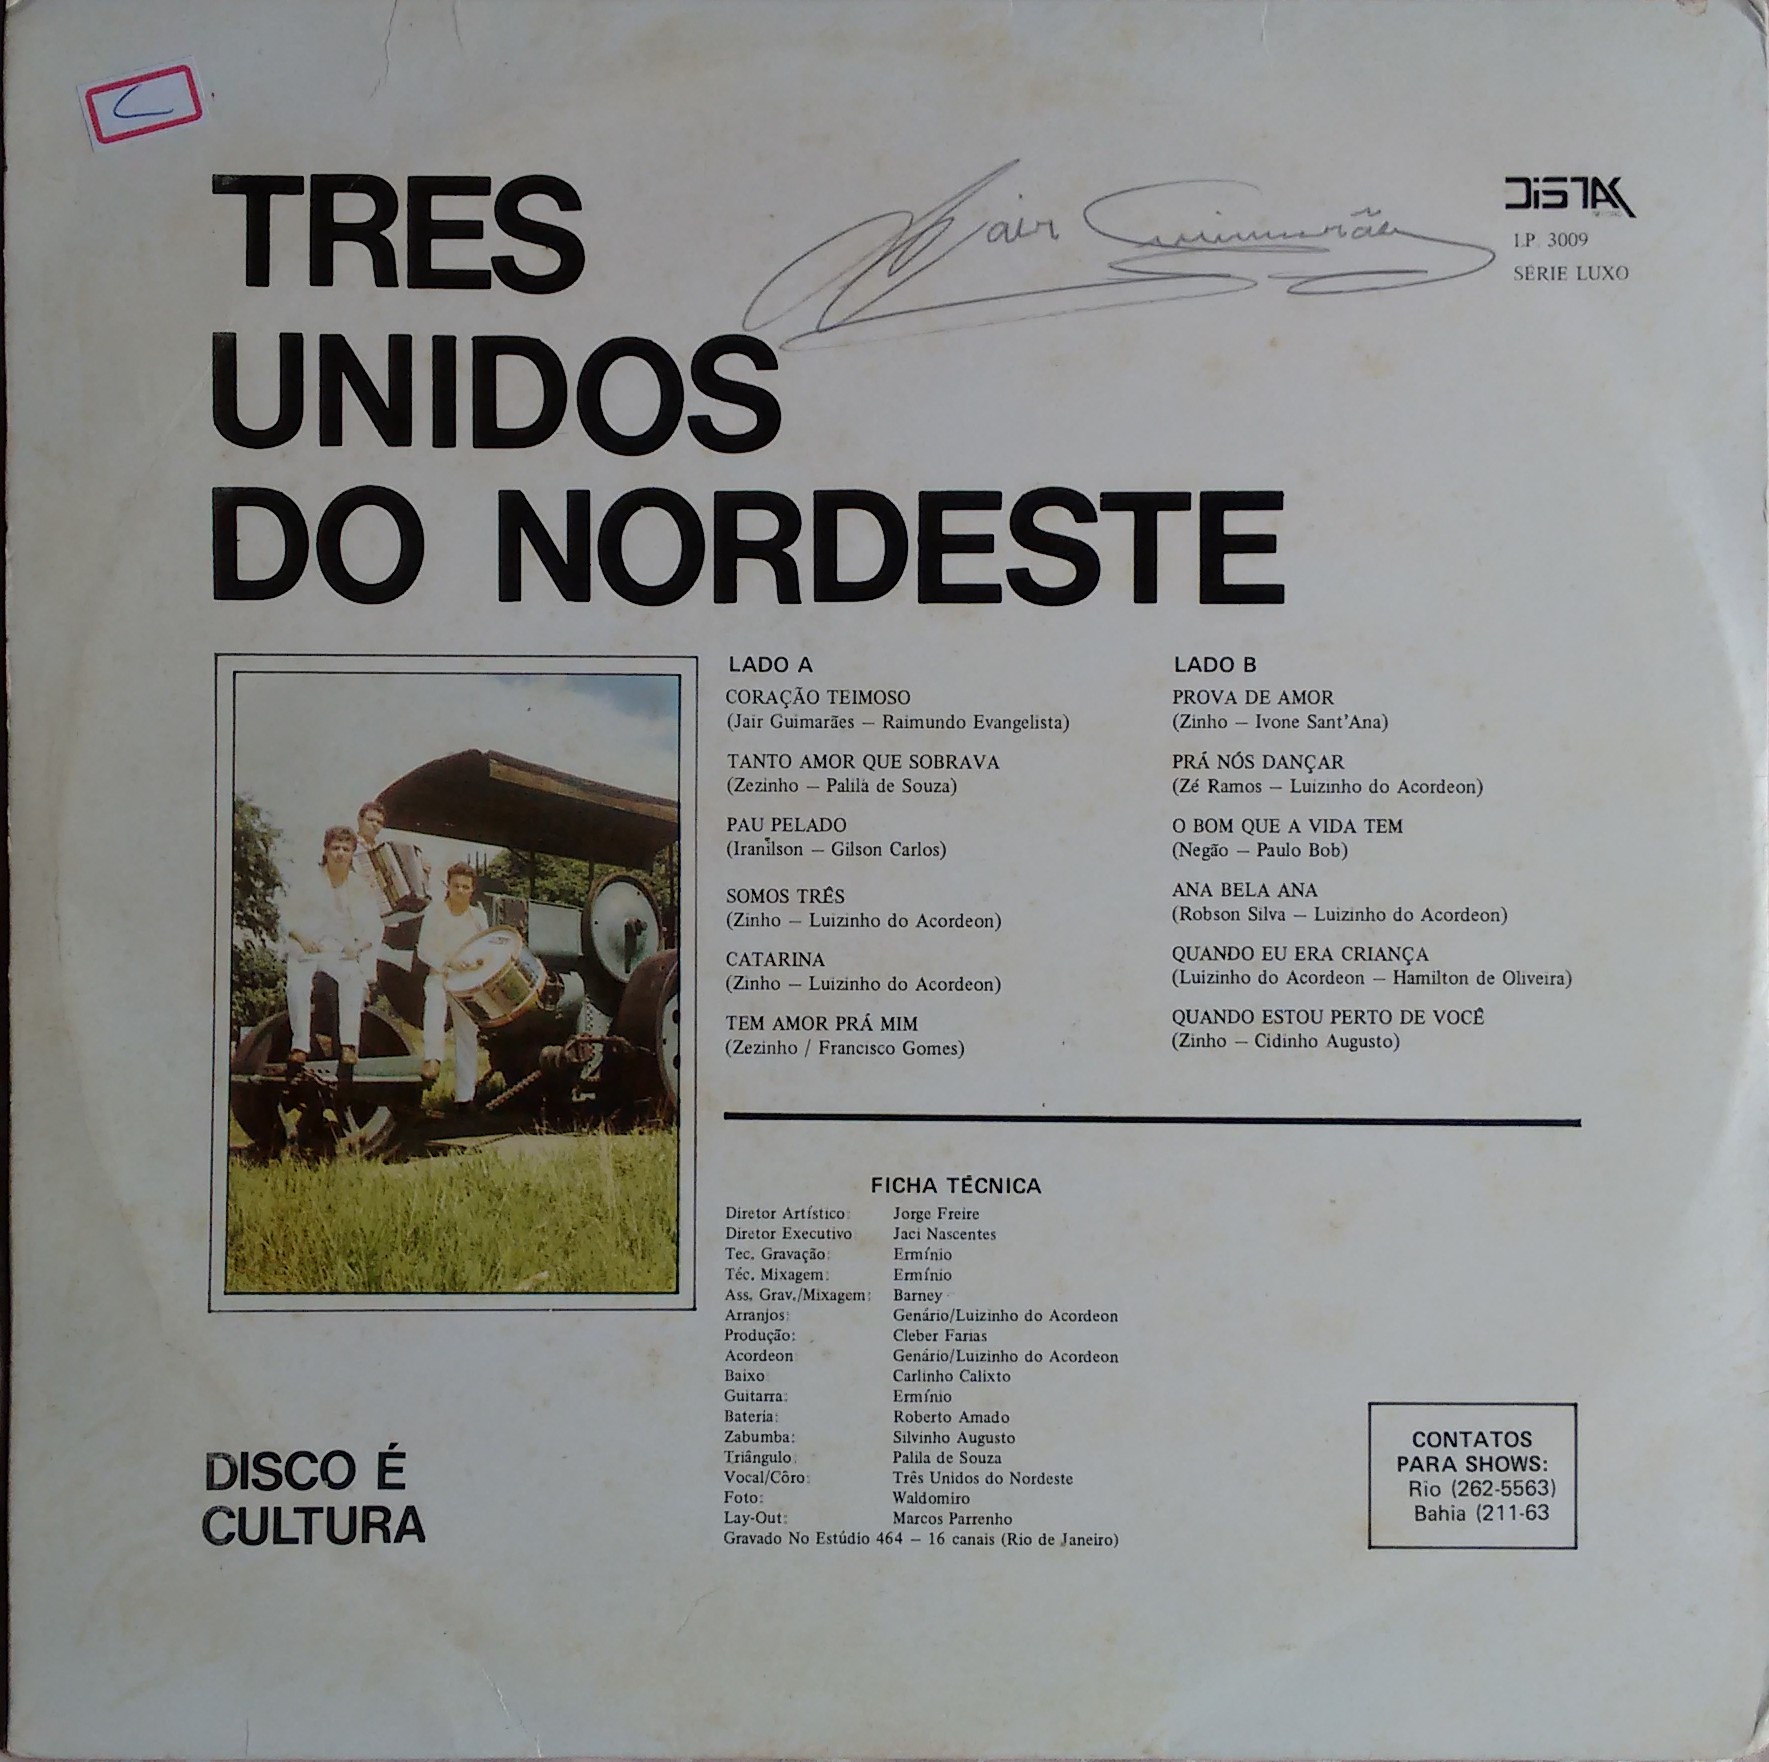 TRES
UNIDOS
DO NORDESTE
Jair Guimarães
DISTAK
LP 3009
SÉRIE LUXO
LADO A
CORAÇÃO TEIMOSO
(Jair Guimarães – Raimundo Evangelista)
TANTO AMOR QUE SOBRAVA
(Zezinho – Palila de Souza)
PAU PELADO
(Iranilson – Gilson Carlos)
SOMOS TRÊS
(Zinho – Luizinho do Acordeon)
CATARINA
(Zinho – Luizinho do Acordeon)
TEM AMOR PRÁ MIM
(Zezinho / Francisco Gomes)
LADO B
PROVA DE AMOR
(Zinho – Ivone Sant'Ana)
PRÁ NÓS DANÇAR
(Zé Ramos – Luizinho do Acordeon)
O BOM QUE A VIDA TEM
(Negão – Paulo Bob)
ANA BELA ANA
(Robson Silva – Luizinho do Acordeon)
QUANDO EU ERA CRIANÇA
(Luizinho do Acordeon – Hamilton de Oliveira)
QUANDO ESTOU PERTO DE VOCÊ
(Zinho – Cidinho Augusto)
FICHA TÉCNICA
Diretor Artístico: Jorge Freire
Diretor Executivo Jaci Nascentes
Tec. Gravação: Ermínio
Téc. Mixagem: Ermínio
Ass. Grav./Mixagem: Barney
Arranjos: Genário/Luizinho do Acordeon
Produção: Cleber Farias
Acordeon Genário/Luizinho do Acordeon
Baixo Carlinho Calixto
Guitarra: Ermínio
Bateria: Roberto Amado
Zabumba: Silvinho Augusto
Triângulo: Palila de Souza
Vocal/Côro: Três Unidos do Nordeste
Foto: Waldomiro
Lay-Out: Marcos Parrenho
Gravado No Estúdio 464 – 16 canais (Rio de Janeiro)
DISCO É
CULTURA
CONTATOS
PARA SHOWS:
Rio (262-5563)
Bahia (211-63